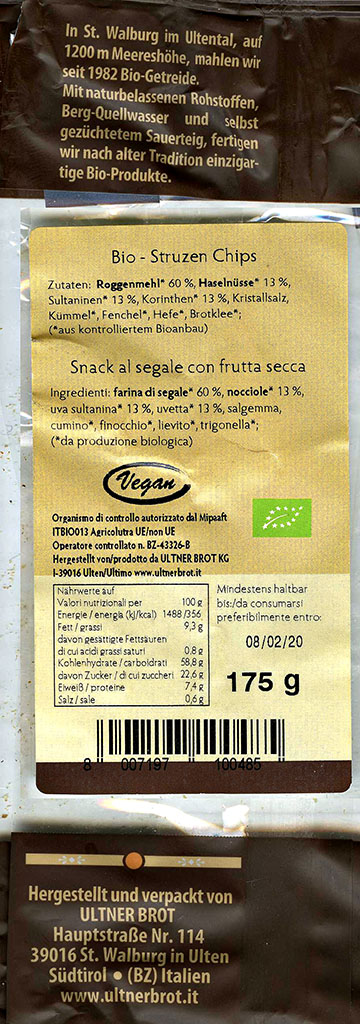 In St. Walburg im Ultental, auf
1200 m Meereshöhe, mahlen wir
seit 1982 Bio-Getreide.
Mit naturbelassenen Rohstoffen,
Berg-Quellwasser und selbst
gezüchtetem Sauerteig, fertigen
wir nach alter Tradition einzigar-
tige Bio-Produkte.
Bio - Struzen Chips
Zutaten: Roggenmehl* 60 %, Haselnüsse* 13 %,
Sultaninen* 13 %, Korinthen* 13 %, Kristallsalz,
Kümmel*, Fenchel*, Hefe*, Brotklee*;
(*aus kontrolliertem Bioanbau)
Snack al segale con frutta secca
Ingredienti: farina di segale* 60 %, nocciole* 13 %,
uva sultanina* 13 %, uvetta* 13 %, salgemma,
cumino*, finocchio*, lievito*, trigonella*;
(*da produzione biologica)
Vegan
Organismo di controllo autorizzato dal Mipaaft
ITBIO013 Agricolutra UE/non UE
Operatore controllato n. BZ-43326-B
Hergestellt von/prodotto da ULTNER BROT KG
I-39016 Ulten/Ultimo www.ultnerbrot.it
Nährwerte auf
Valori nutrizionali per 100 g
Energie / energia (kJ/kcal) 1488 /356
Fett / grassi 9,3 g
davon gesättigte Fettsäuren
di cui acidi grassi saturi 0,8 g
Kohlenhydrate / carboidrati 58,8 g
davon Zucker / di cui zuccheri 22,6 g
Eiweiß / proteine 7,4 g
Salz / sale 0,6 g
Mindestens haltbar
bis:/da consumarsi
preferibilmente entro:
08/02/20
175 g
8 007197 100485
Hergestellt und verpackt von
ULTNER BROT
Hauptstraße Nr. 114
39016 St. Walburg in Ulten
Südtirol • (BZ) Italien
www.ultnerbrot.it